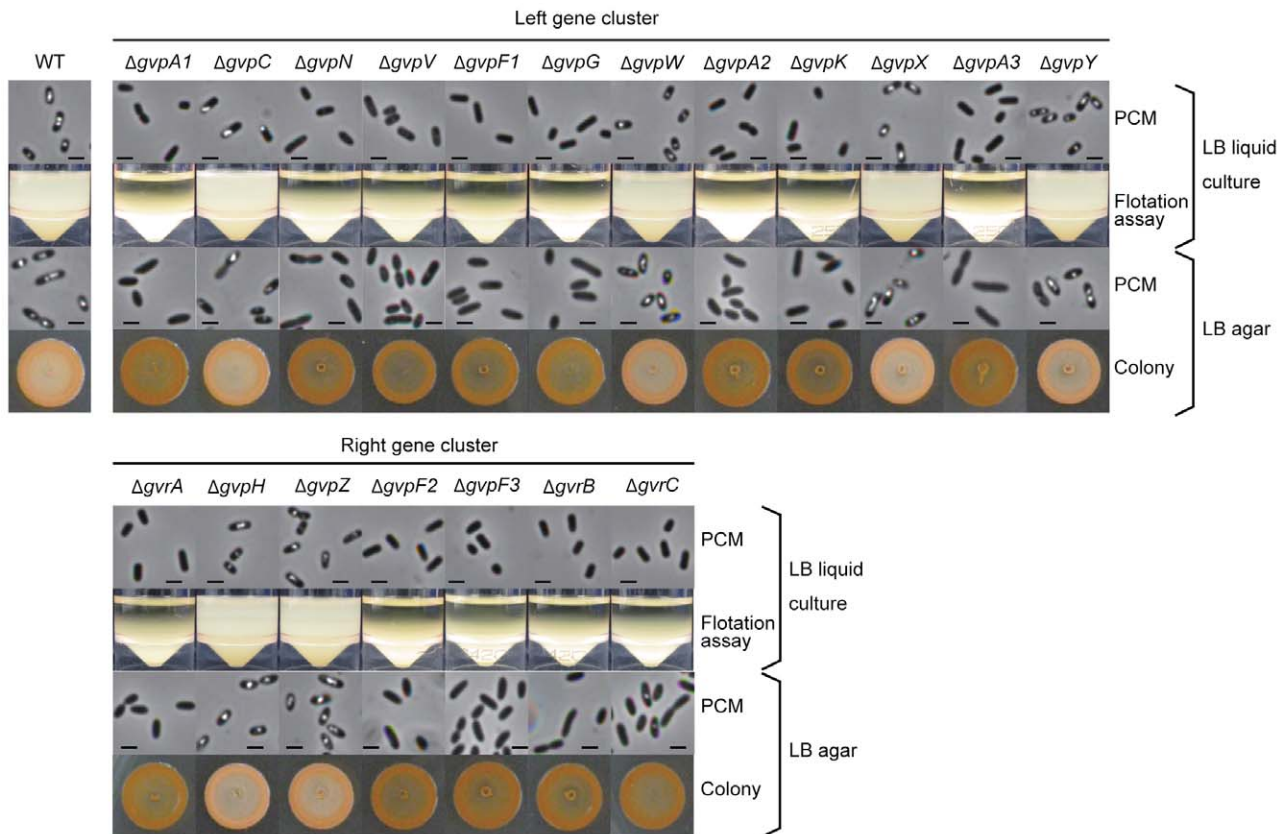 Left gene cluster
WT ΔgvpA1 ΔgvpC ΔgvpN ΔgvpV ΔgvpF1 ΔgvpG ΔgvpW ΔgvpA2 ΔgvpK ΔgvpX ΔgvpA3 ΔgvpY
PCM
LB liquid
culture
Flotation
assay
PCM
LB agar
Colony
Right gene cluster
ΔgvrA ΔgvpH ΔgvpZ ΔgvpF2 ΔgvpF3 ΔgvrB ΔgvrC
PCM
LB liquid
culture
Flotation
assay
PCM
LB agar
Colony